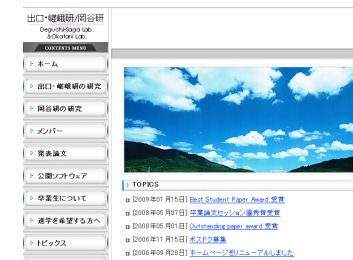 出口・嵯峨研/岡谷研
Deguchi-Sagia Lab.
&Okatani Lab.
CONTENTS MENU
ホーム
出口・嵯峨研の研究
岡谷研の研究
メンバー
発表論文
公開ソフトウェア
卒業生について
進学を希望する方へ
トピックス
TOPICS
[2009年01月15日] Best Student Paper Award 受賞
[2008年05月07日] 卒業論文セッション優秀賞受賞
[2008年05月01日] Outstanding paper award 受賞
[2006年11月15日] ポスドク募集
[2006年09月28日] ホームページをリニューアルしました